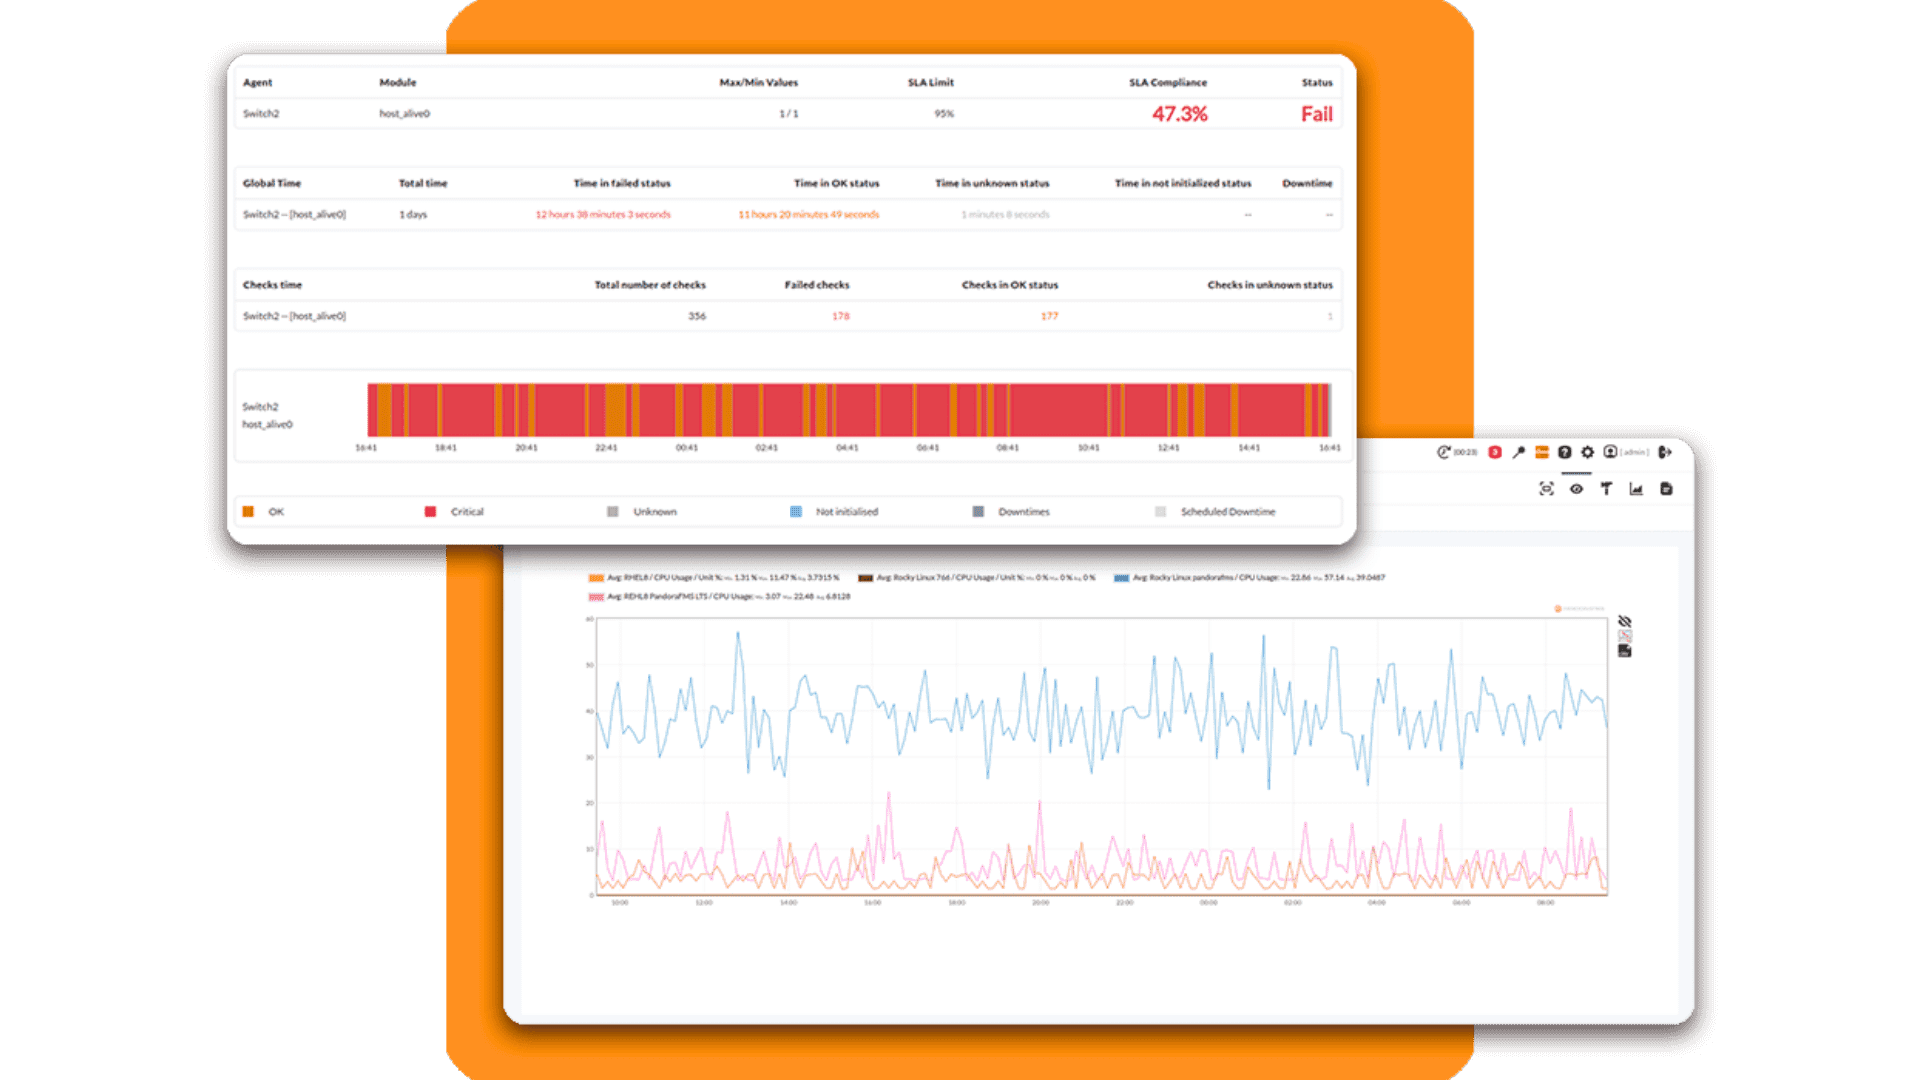 Agent Module Max/Min Values SLA Limit SLA Compliance Status
Switch2 host_alive0 1 / 1 95% 47.3% Fail
Global Time Total time Time in failed status Time in OK status Time in unknown status Time in not initialized status Downtime
Switch2 -- [host_alive0] 1 days 12 hours 38 minutes 3 seconds 11 hours 20 minutes 49 seconds 1 minutes 8 seconds -- --
Checks time Total number of checks Failed checks Checks in OK status Checks in unknown status
Switch2 -- [host_alive0] 356 178 177 1
Switch2
host_alive0
16:41 18:41 20:41 22:41 00:41 02:41 04:41 06:41 08:41 10:41 12:41 14:41 16:41
OK Critical Unknown Not initialised Downtimes Scheduled Downtime
(00:23) 3 ? [ admin ]
Avg: RHEL8 / CPU Usage / Unit %: 1.31 % 11.47 % 3.7315 % Avg: Rocky Linux 766 / CPU Usage / Unit %: 0 % 0 % 0 % Avg: Rocky Linux pandorafms / CPU Usage: 22.86 57.14 39.0487
Avg: REHL8 PandoraFMS LTS / CPU Usage: 3.07 22.48 6.8128
60
50
40
30
20
10
0
10:00 12:00 14:00 16:00 18:00 20:00 22:00 00:00 02:00 04:00 06:00 08:00